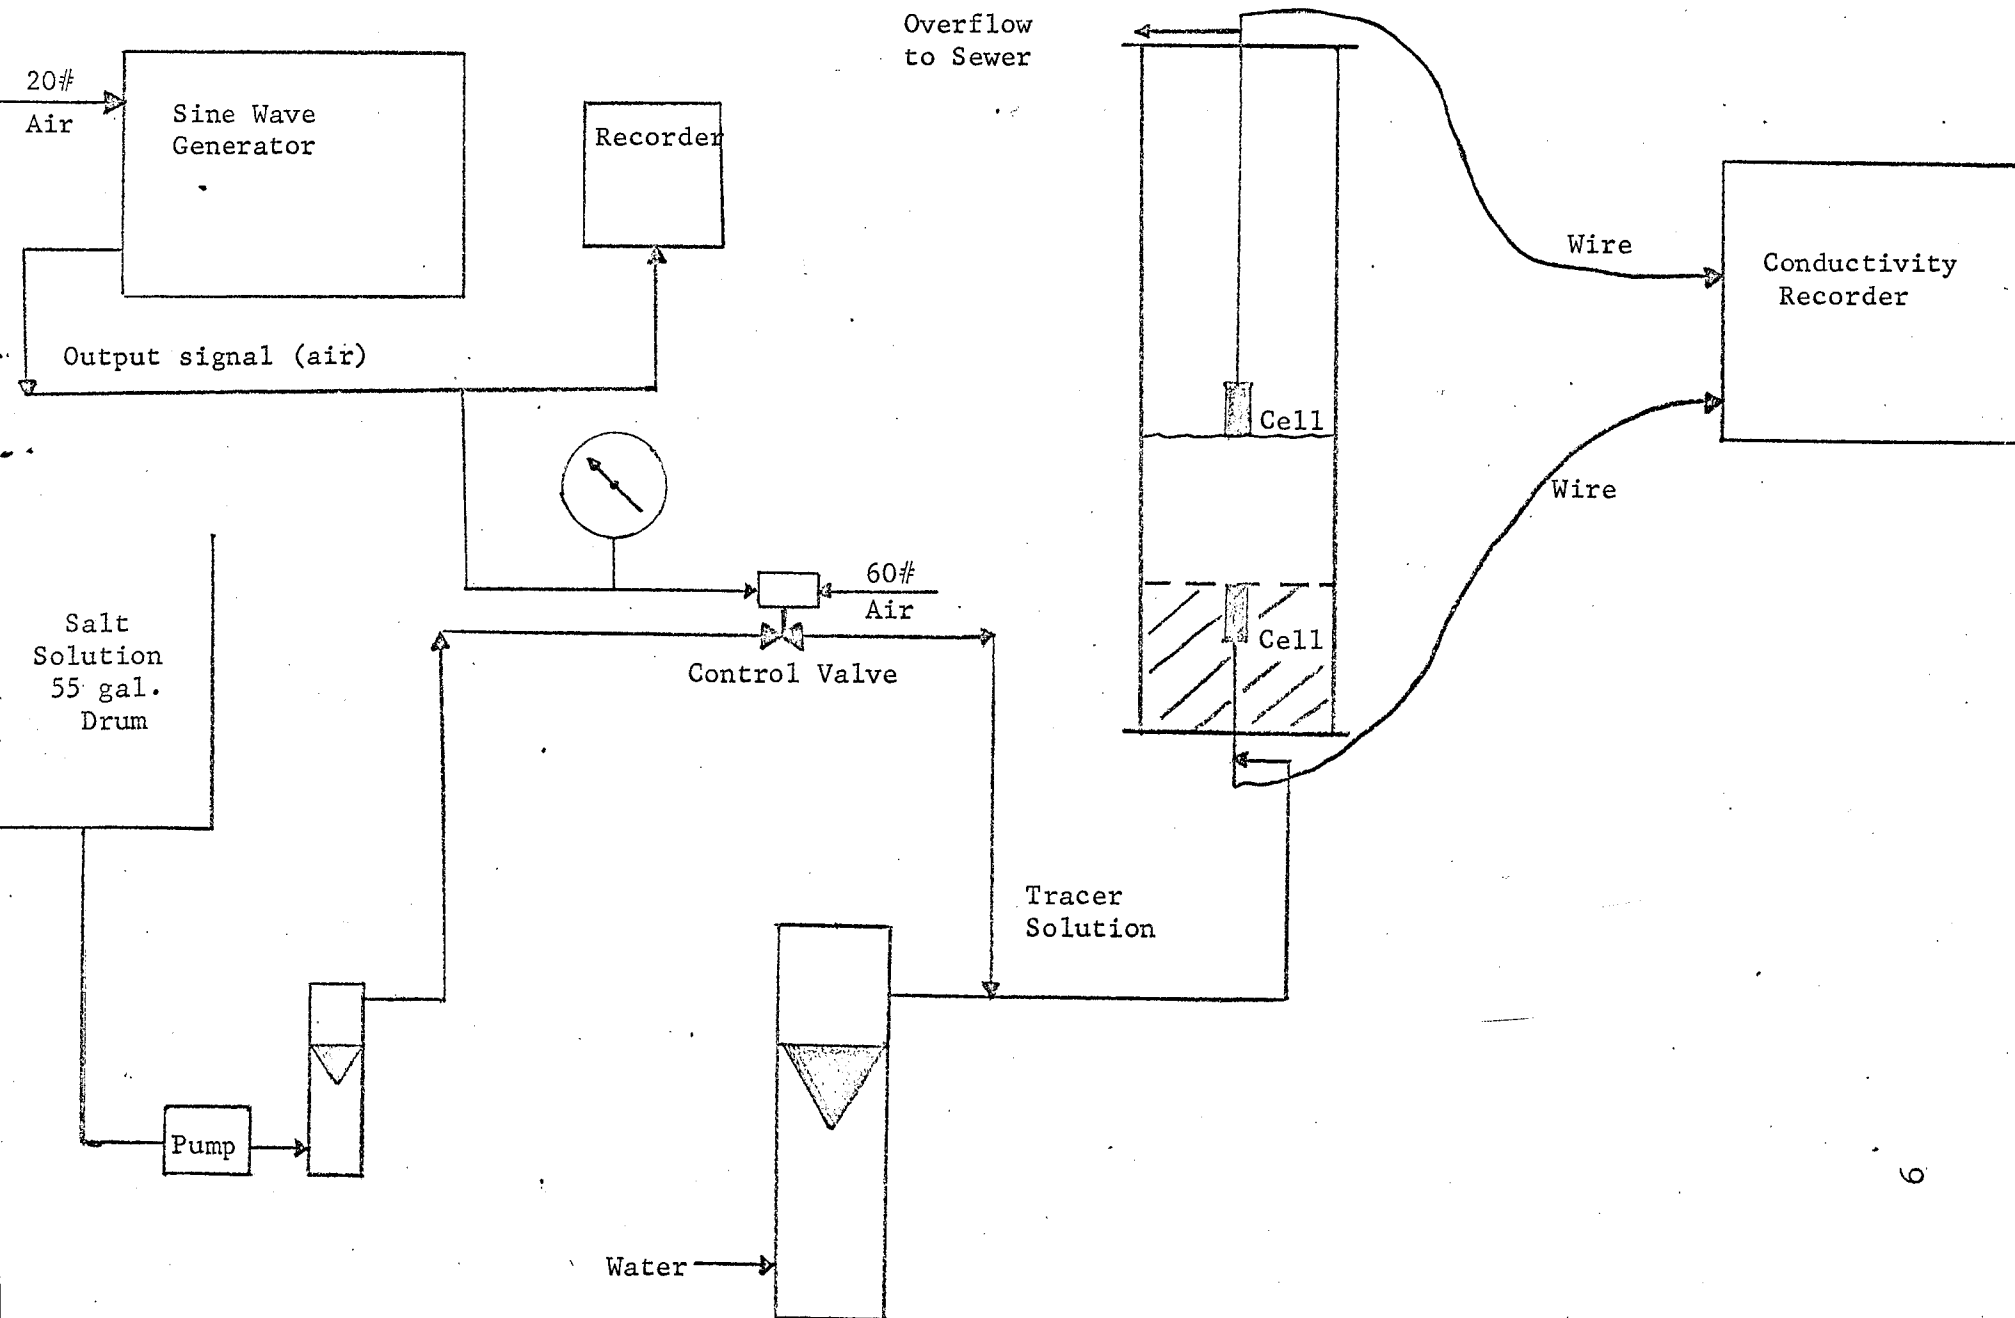 Overflow
to Sewer
20#
Air
Sine Wave
Generator
Recorder
Wire
Conductivity
Recorder
Output signal (air)
Cell
Wire
60#
Air
Salt
Solution
55 gal.
Drum
Cell
Control Valve
Tracer
Solution
Pump
Water
9